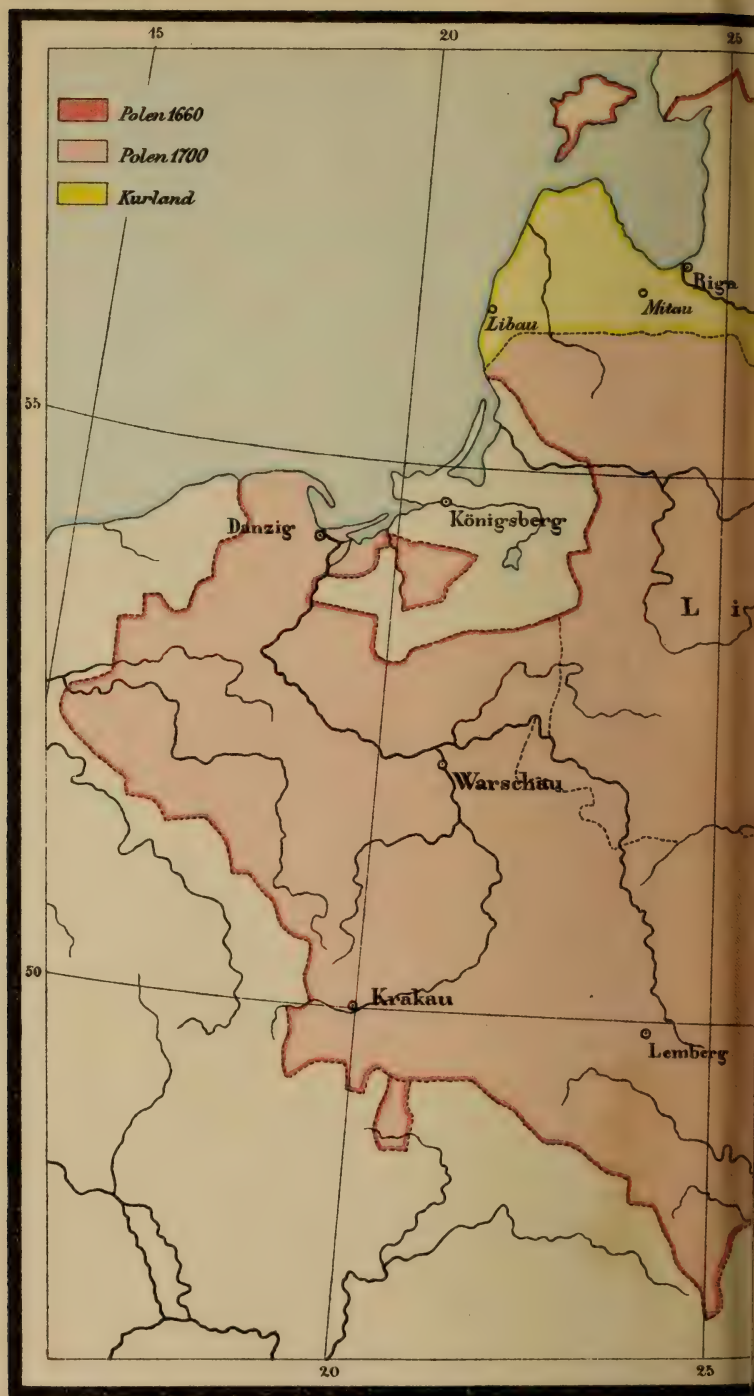 15 20 25
Polen 1660
Polen 1700
Kurland
Riga
Mitau
Libau
55
Danzig
Königsberg
Li
Warschau
50
Krakau
Lemberg
20 25